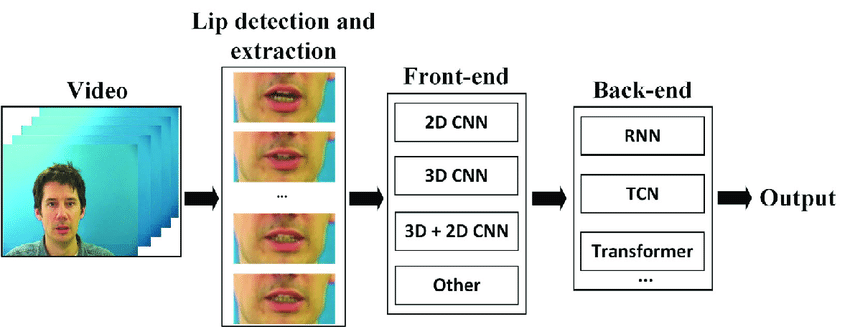 Video
Lip detection and
extraction
...
Front-end
2D CNN
3D CNN
3D + 2D CNN
Other
Back-end
RNN
TCN
Transformer
...
Output